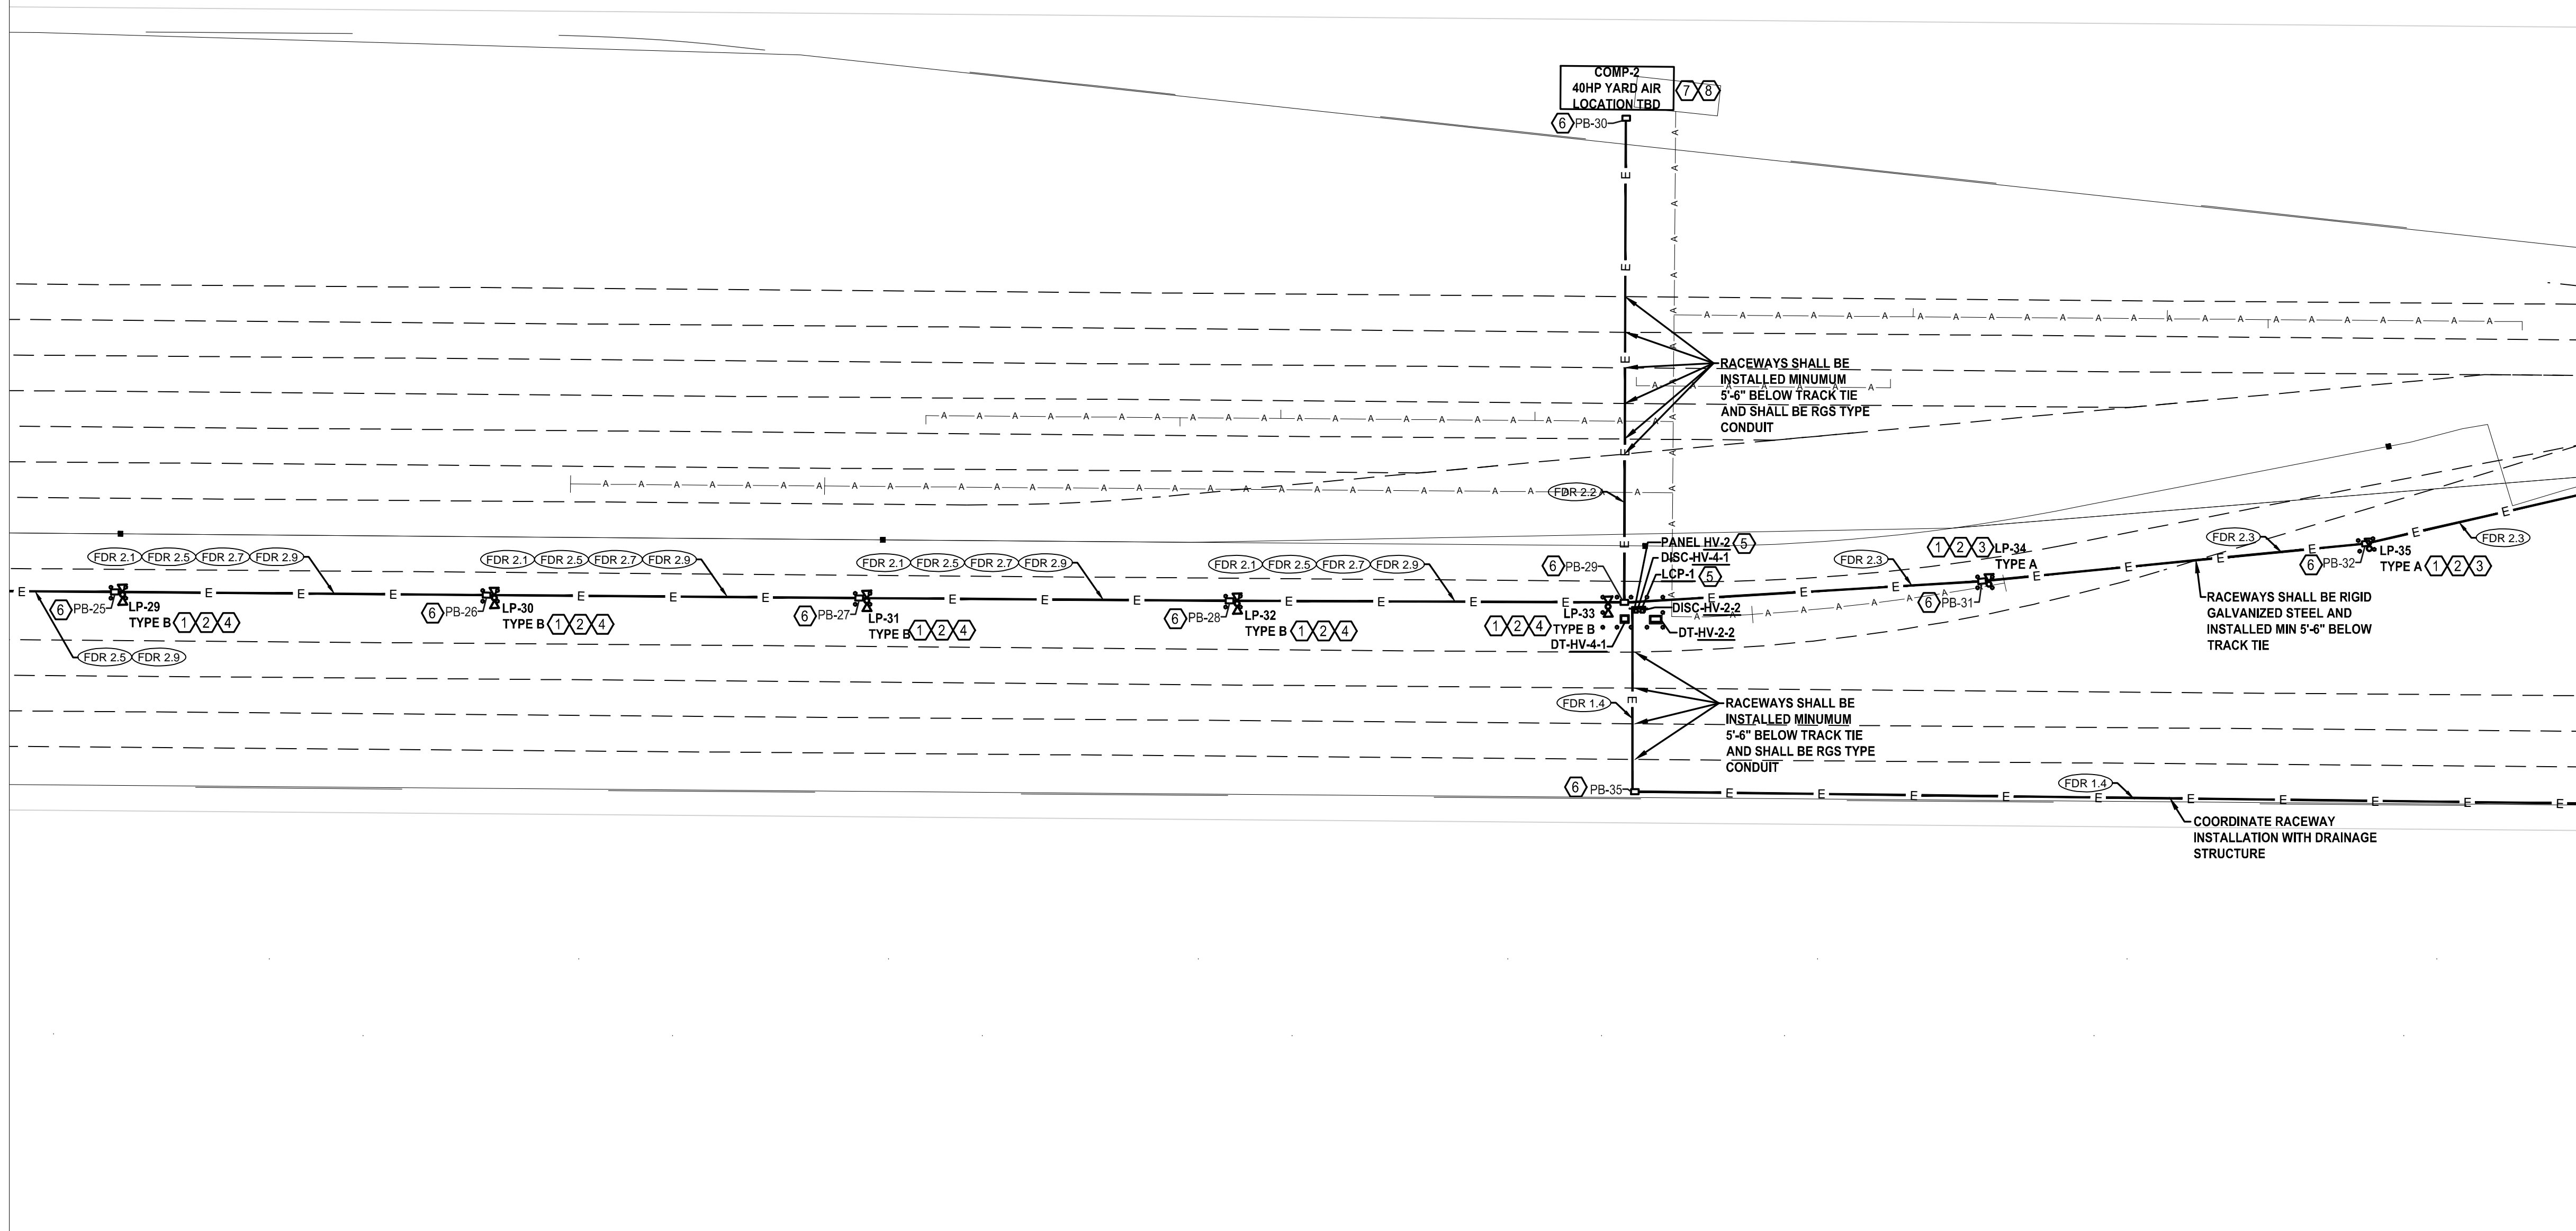 COMP-2
40HP YARD AIR
LOCATION TBD
7 8
6 PB-30
RACEWAYS SHALL BE
INSTALLED MINUMUM
5'-6" BELOW TRACK TIE
AND SHALL BE RGS TYPE
CONDUIT
FDR 2.2
FDR 2.1 FDR 2.5 FDR 2.7 FDR 2.9
FDR 2.1 FDR 2.5 FDR 2.7 FDR 2.9
FDR 2.1 FDR 2.5 FDR 2.7 FDR 2.9
FDR 2.1 FDR 2.5 FDR 2.7 FDR 2.9
6 PB-25
LP-29
TYPE B 1 2 4
FDR 2.5 FDR 2.9
6 PB-26
LP-30
TYPE B 1 2 4
6 PB-27
LP-31
TYPE B 1 2 4
6 PB-28
LP-32
TYPE B 1 2 4
6 PB-29
1 2 4
LP-33
TYPE B
DT-HV-4-1
PANEL HV-2 5
DISC-HV-4-1
LCP-1 5
DISC-HV-2-2
DT-HV-2-2
FDR 2.3
1 2 3 LP-34
TYPE A
6 PB-31
FDR 2.3
6 PB-32
LP-35
TYPE A 1 2 3
FDR 2.3
RACEWAYS SHALL BE RIGID
GALVANIZED STEEL AND
INSTALLED MIN 5'-6" BELOW
TRACK TIE
FDR 1.4
RACEWAYS SHALL BE
INSTALLED MINUMUM
5'-6" BELOW TRACK TIE
AND SHALL BE RGS TYPE
CONDUIT
6 PB-35
FDR 1.4
COORDINATE RACEWAY
INSTALLATION WITH DRAINAGE
STRUCTURE